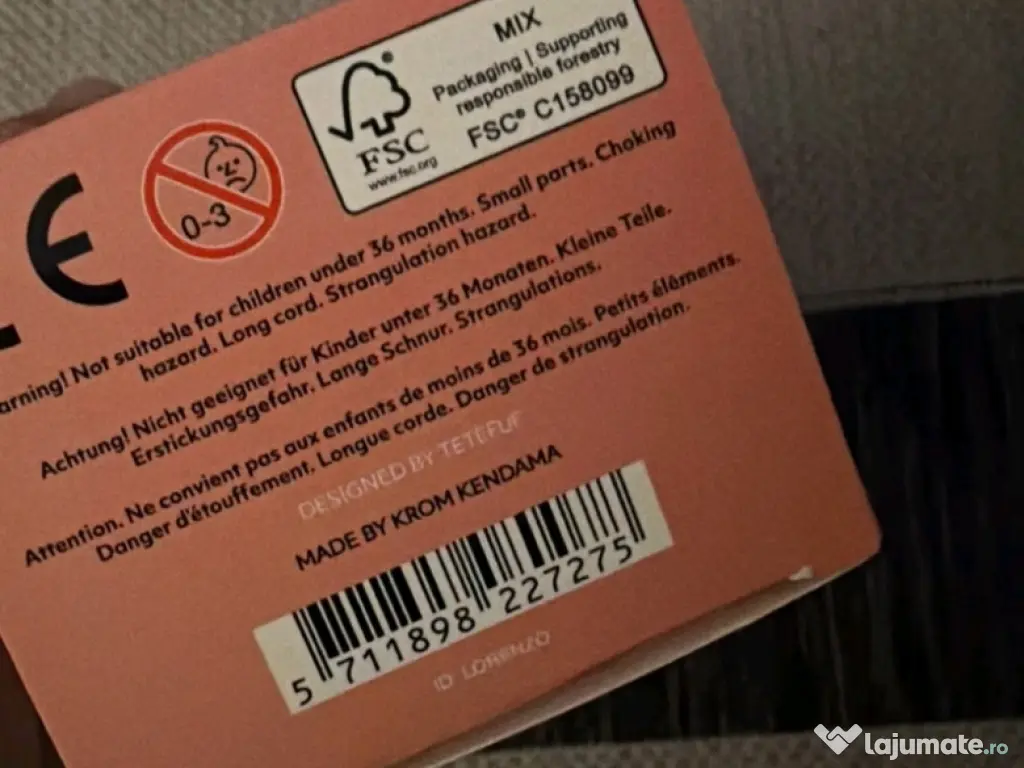 MIX
Packaging | Supporting
responsible forestry
FSC® C158099
FSC
www.fsc.org
CE
0-3
arning! Not suitable for children under 36 months. Small parts. Choking
hazard. Long cord. Strangulation hazard.
Achtung! Nicht geeignet für Kinder unter 36 Monaten. Kleine Teile.
Erstickungsgefahr. Lange Schnur. Strangulations.
Attention. Ne convient pas aux enfants de moins de 36 mois. Petits éléments.
Danger d'étouffement. Longue corde. Danger de strangulation.
DESIGNED BY
MADE BY KROM KENDAMA
5 711898 227275
ID LORENZO
lajumate.ro